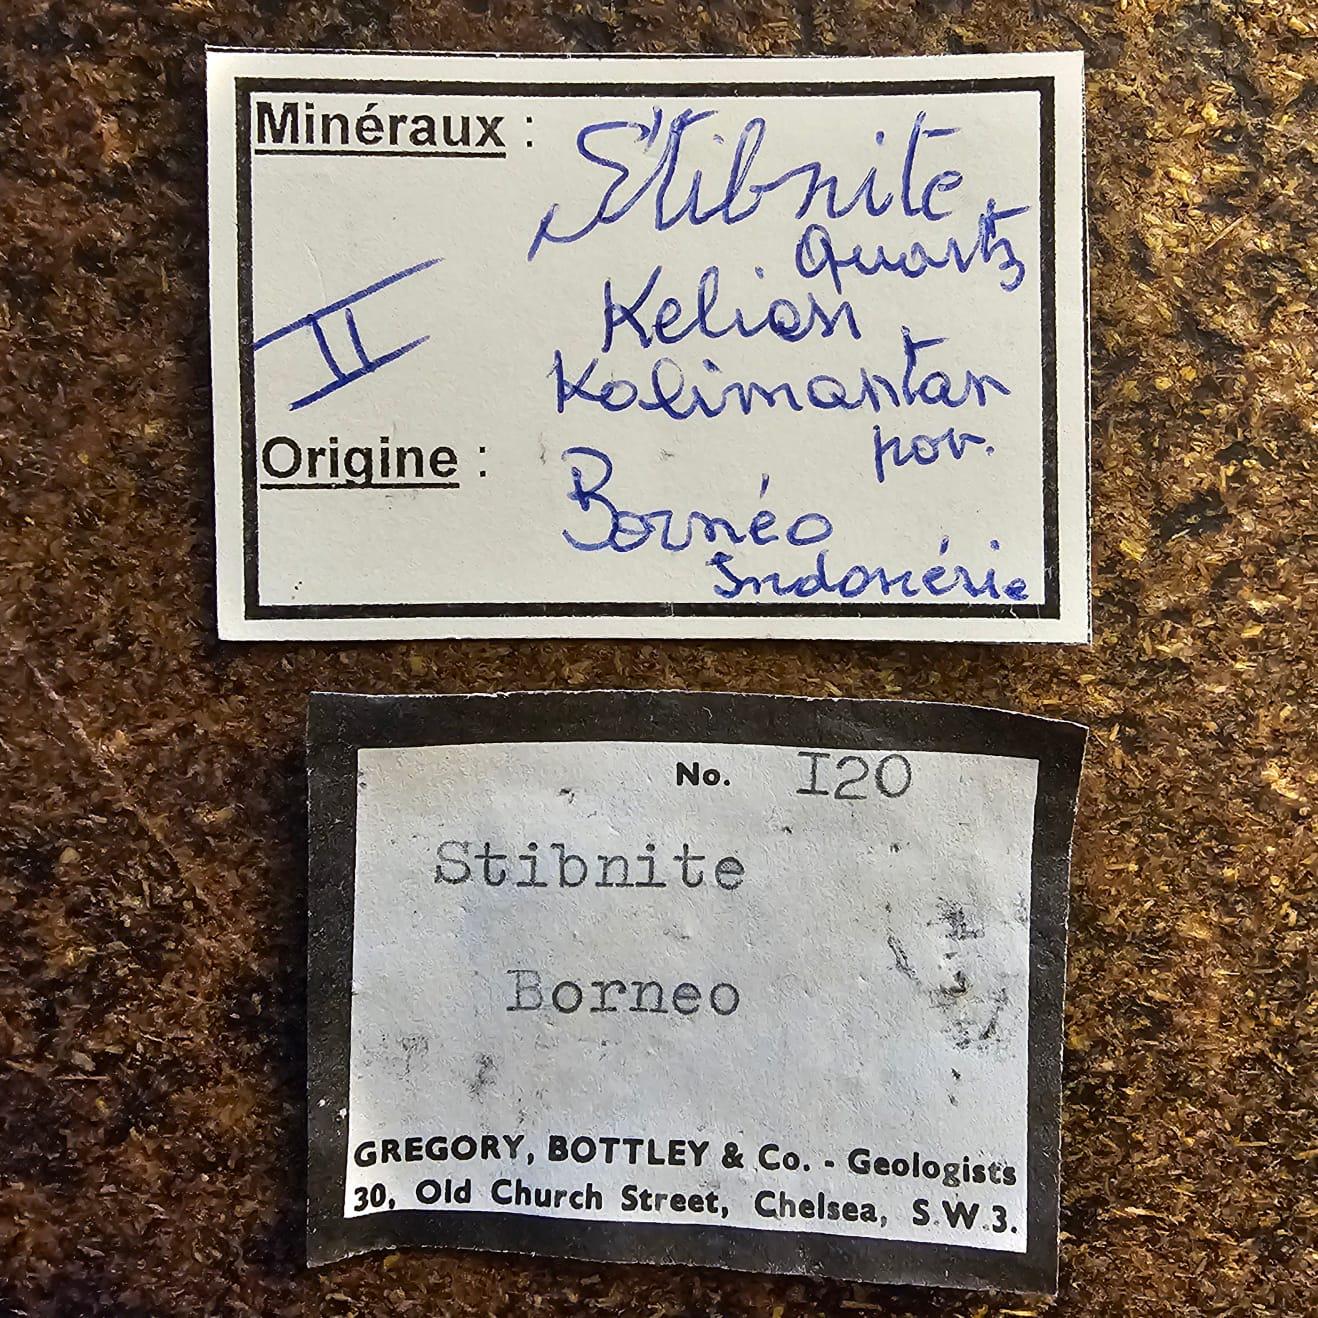 Minéraux : Stibnite
Quartz
Kelian
II
Kalimantan
pov.
Origine : Bornéo
Indonésie
No. I20
Stibnite
Borneo
GREGORY, BOTTLEY & Co. - Geologists
30, Old Church Street, Chelsea, S.W.3.